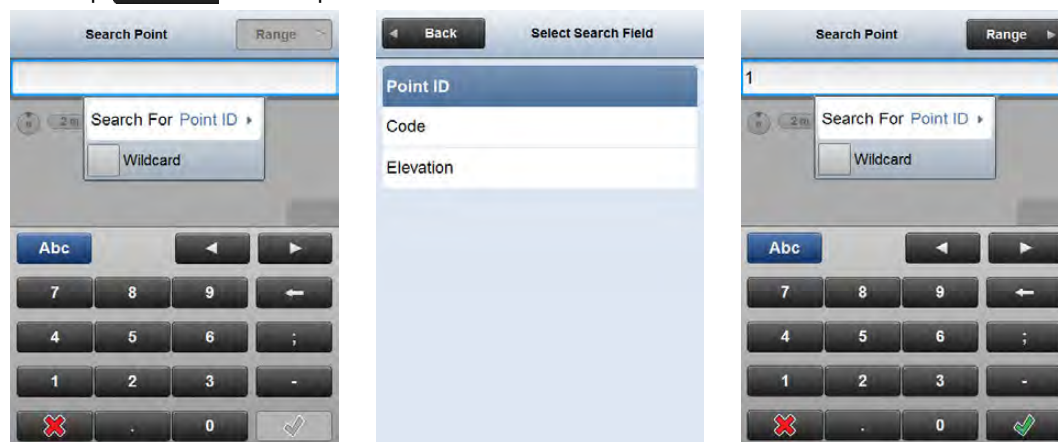 Search Point Range
2 m
Search For Point ID
Wildcard
Abc
7 8 9
4 5 6 ;
1 2 3 -
. 0
Back Select Search Field
Point ID
Code
Elevation
Search Point Range
1
2 m
Search For Point ID
Wildcard
Abc
7 8 9
4 5 6 ;
1 2 3 -
. 0